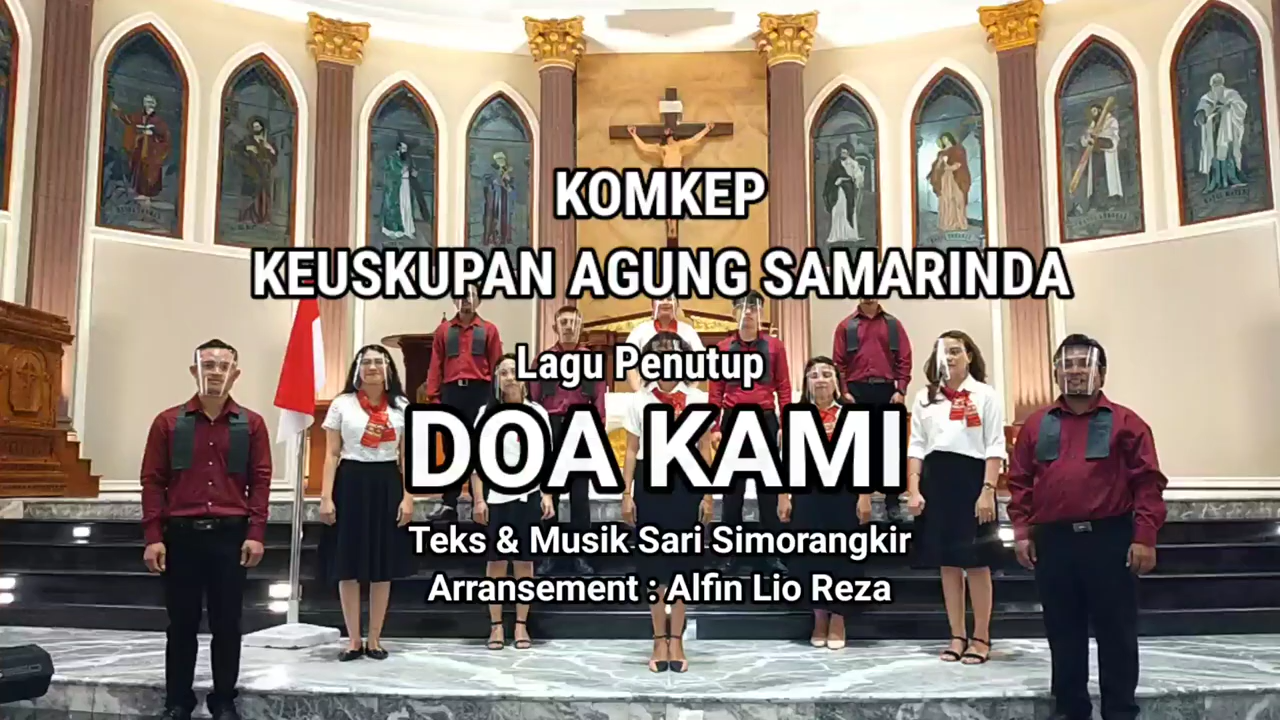 KOMKEP
KEUSKUPAN AGUNG SAMARINDA
Lagu Penutup
DOA KAMI
Teks & Musik Sari Simorangkir
Arransement : Alfin Lio Reza